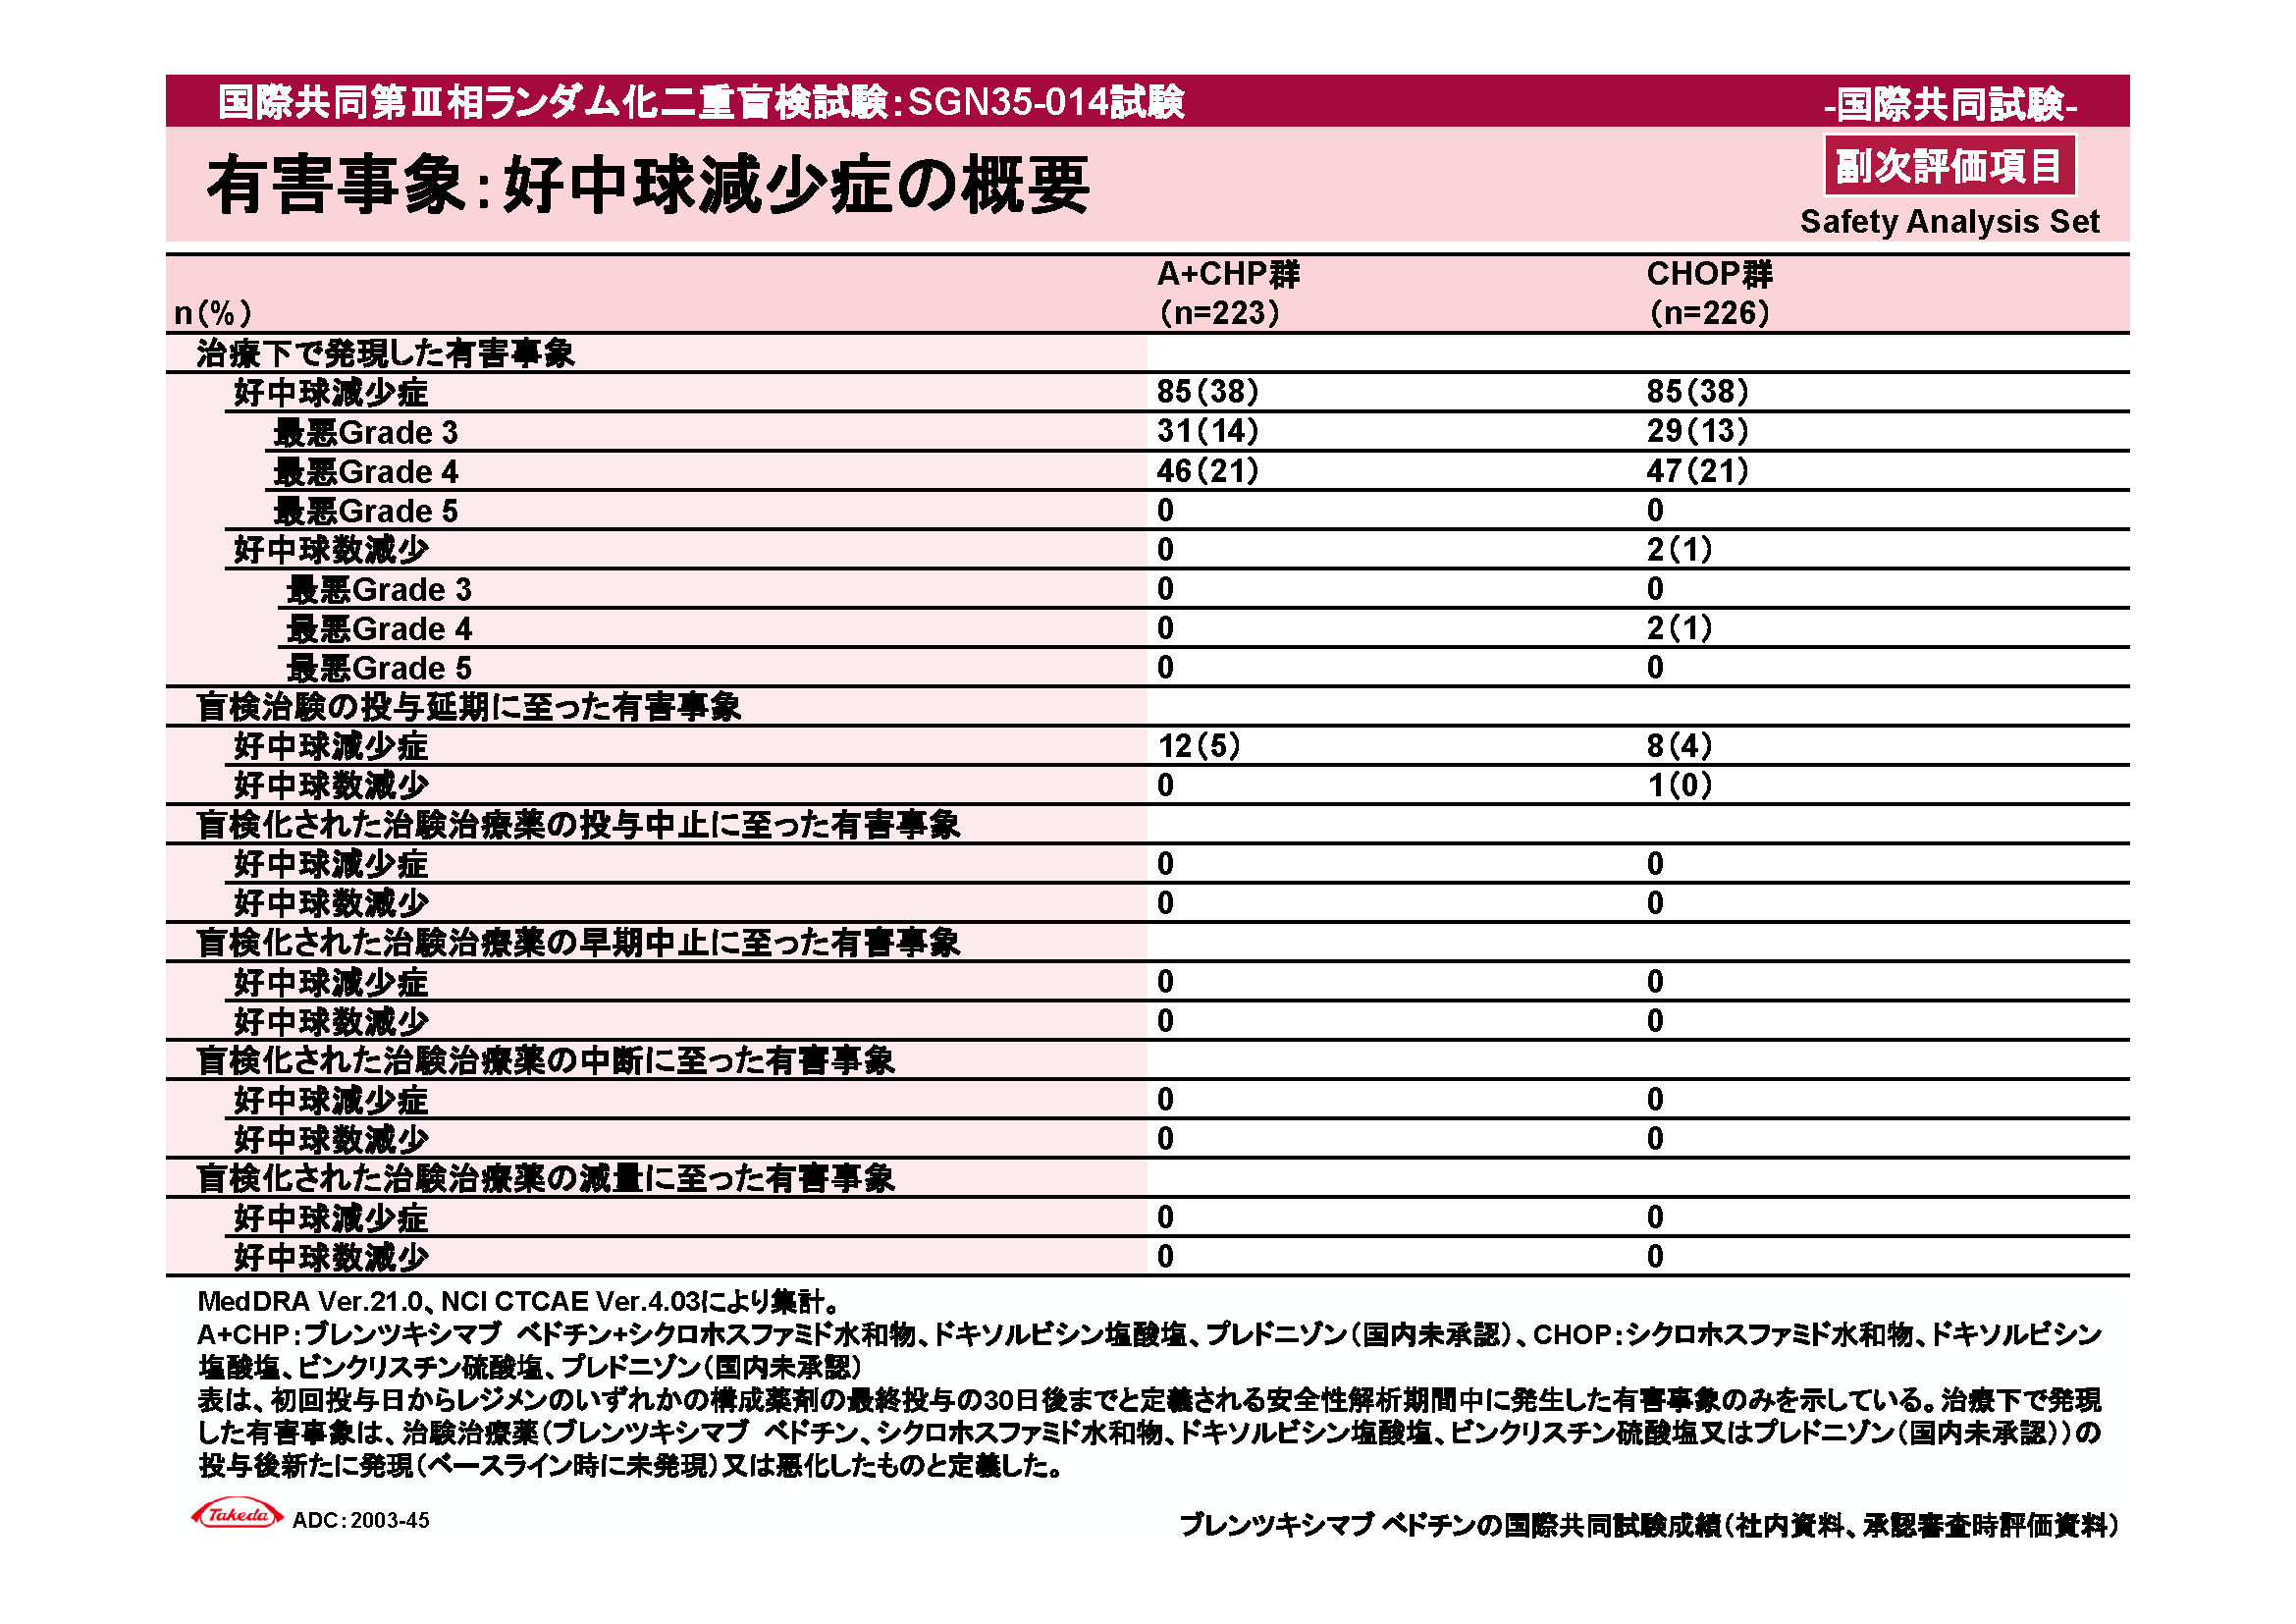 国際共同第Ⅲ相ランダム化二重盲検試験：SGN35-014試験
-国際共同試験-
有害事象：好中球減少症の概要
副次評価項目
Safety Analysis Set
n（%） A+CHP群（n=223） CHOP群（n=226）
治療下で発現した有害事象
好中球減少症 85（38） 85（38）
最悪Grade 3 31（14） 29（13）
最悪Grade 4 46（21） 47（21）
最悪Grade 5 0 0
好中球数減少 0 2（1）
最悪Grade 3 0 0
最悪Grade 4 0 2（1）
最悪Grade 5 0 0
盲検治験の投与延期に至った有害事象
好中球減少症 12（5） 8（4）
好中球数減少 0 1（0）
盲検化された治験治療薬の投与中止に至った有害事象
好中球減少症 0 0
好中球数減少 0 0
盲検化された治験治療薬の早期中止に至った有害事象
好中球減少症 0 0
好中球数減少 0 0
盲検化された治験治療薬の中断に至った有害事象
好中球減少症 0 0
好中球数減少 0 0
盲検化された治験治療薬の減量に至った有害事象
好中球減少症 0 0
好中球数減少 0 0
MedDRA Ver.21.0、NCI CTCAE Ver.4.03により集計。
A+CHP：ブレンツキシマブ　ベドチン+シクロホスファミド水和物、ドキソルビシン塩酸塩、プレドニゾン（国内未承認）、CHOP：シクロホスファミド水和物、ドキソルビシン
塩酸塩、ビンクリスチン硫酸塩、プレドニゾン（国内未承認）
表は、初回投与日からレジメンのいずれかの構成薬剤の最終投与の30日後までと定義される安全性解析期間中に発生した有害事象のみを示している。治療下で発現
した有害事象は、治験治療薬（ブレンツキシマブ　ベドチン、シクロホスファミド水和物、ドキソルビシン塩酸塩、ビンクリスチン硫酸塩又はプレドニゾン（国内未承認））の
投与後新たに発現（ベースライン時に未発現）又は悪化したものと定義した。
Takeda ADC：2003-45
ブレンツキシマブ ベドチンの国際共同試験成績（社内資料、承認審査時評価資料）